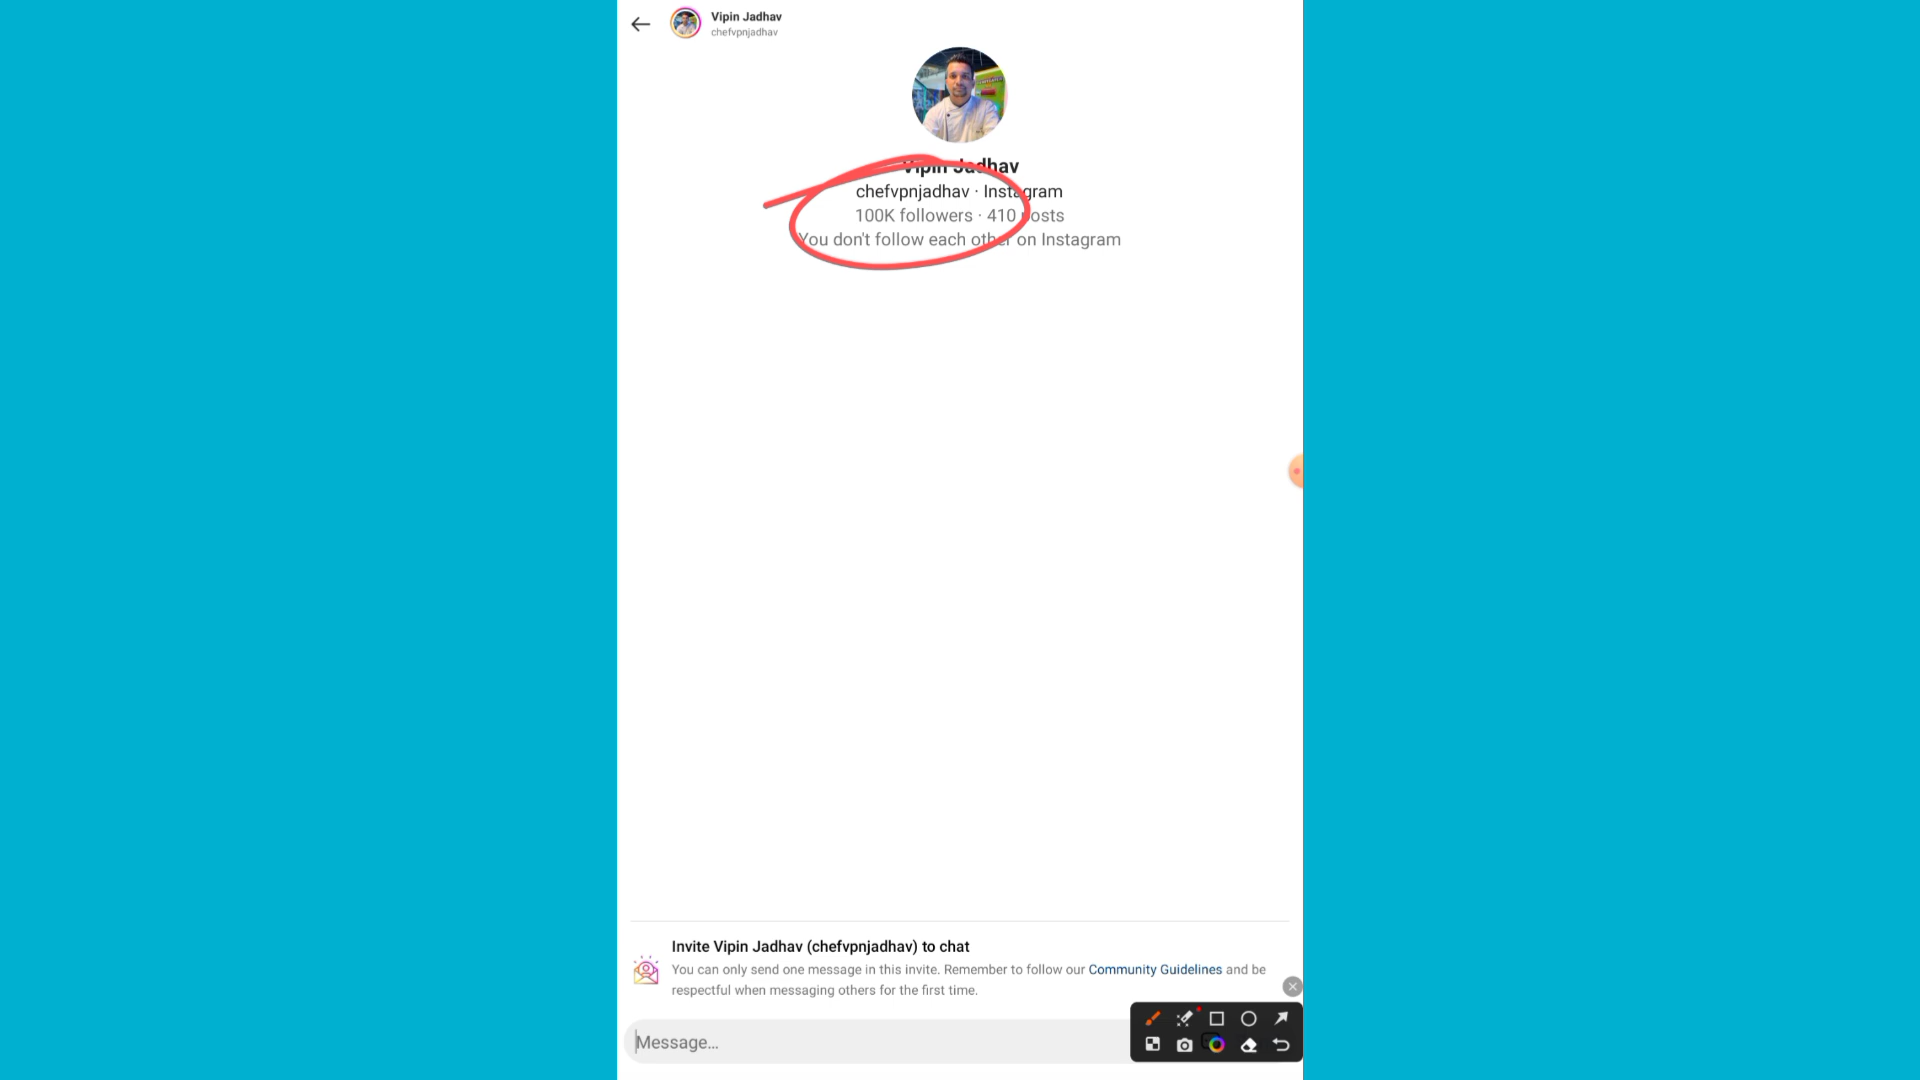 Vipin Jadhav
chefvpnjadhav
Vipin Jadhav
chefvpnjadhav · Instagram
100K followers · 410 posts
You don't follow each other on Instagram
Invite Vipin Jadhav (chefvpnjadhav) to chat
You can only send one message in this invite. Remember to follow our Community Guidelines and be
respectful when messaging others for the first time.
Message...